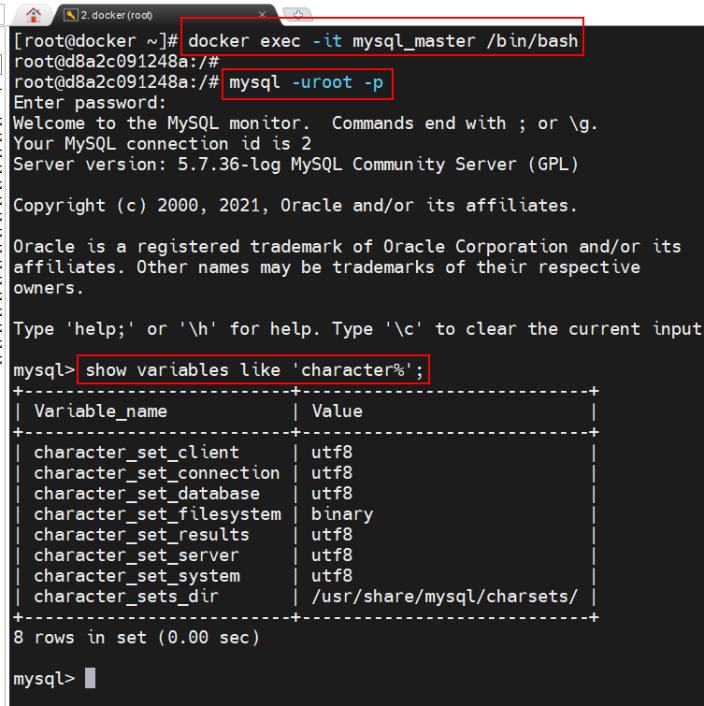 2. docker (root)
[root@docker ~]# docker exec -it mysql_master /bin/bash
root@d8a2c091248a:/#
root@d8a2c091248a:/# mysql -uroot -p
Enter password:
Welcome to the MySQL monitor.  Commands end with ; or \g.
Your MySQL connection id is 2
Server version: 5.7.36-log MySQL Community Server (GPL)

Copyright (c) 2000, 2021, Oracle and/or its affiliates.

Oracle is a registered trademark of Oracle Corporation and/or its
affiliates. Other names may be trademarks of their respective
owners.

Type 'help;' or '\h' for help. Type '\c' to clear the current input

mysql> show variables like 'character%';
+--------------------------+----------------------------+
| Variable_name            | Value                      |
+--------------------------+----------------------------+
| character_set_client     | utf8                       |
| character_set_connection | utf8                       |
| character_set_database   | utf8                       |
| character_set_filesystem | binary                     |
| character_set_results    | utf8                       |
| character_set_server     | utf8                       |
| character_set_system     | utf8                       |
| character_sets_dir       | /usr/share/mysql/charsets/ |
+--------------------------+----------------------------+
8 rows in set (0.00 sec)

mysql>